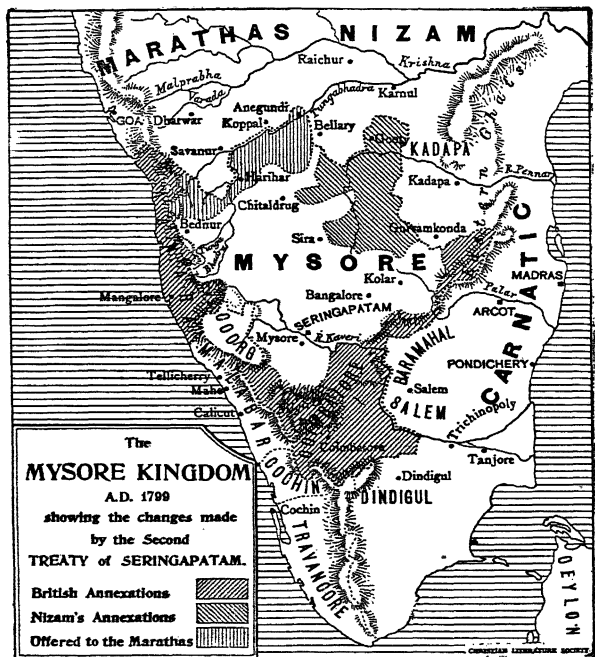 MARATHAS NIZAM
Raichur
Krishna
Malprabha
Varada
Tungabhadra
Karnul
Anegundi
GOA
Dharwar
Koppal
Bellary
Gooty
KADAPA
Eastern Ghats
Savanur
Harihar
Kadapa
R. Pennar
Chitaldrug
Bednur
Sira
Gurramkonda
MYSORE
Kolar
MADRAS
Mangalore
Bangalore
Palar
SERINGAPATAM
ARCOT
CARNATIC
COORG
Mysore
R. Kaveri
BARAMAHAL
PONDICHERY
Tellicherry
Mahe
Salem
SALEM
MALABAR
Calicut
COIMBATORE
Trichinopoly
Coimbatore
Tanjore
COCHIN
Dindigul
DINDIGUL
Cochin
TRAVANCORE
CEYLON
The
MYSORE KINGDOM
A.D. 1799
showing the changes made
by the Second
TREATY of SERINGAPATAM.
British Annexations
Nizam's Annexations
Offered to the Marathas
CHRISTIAN LITERATURE SOCIETY